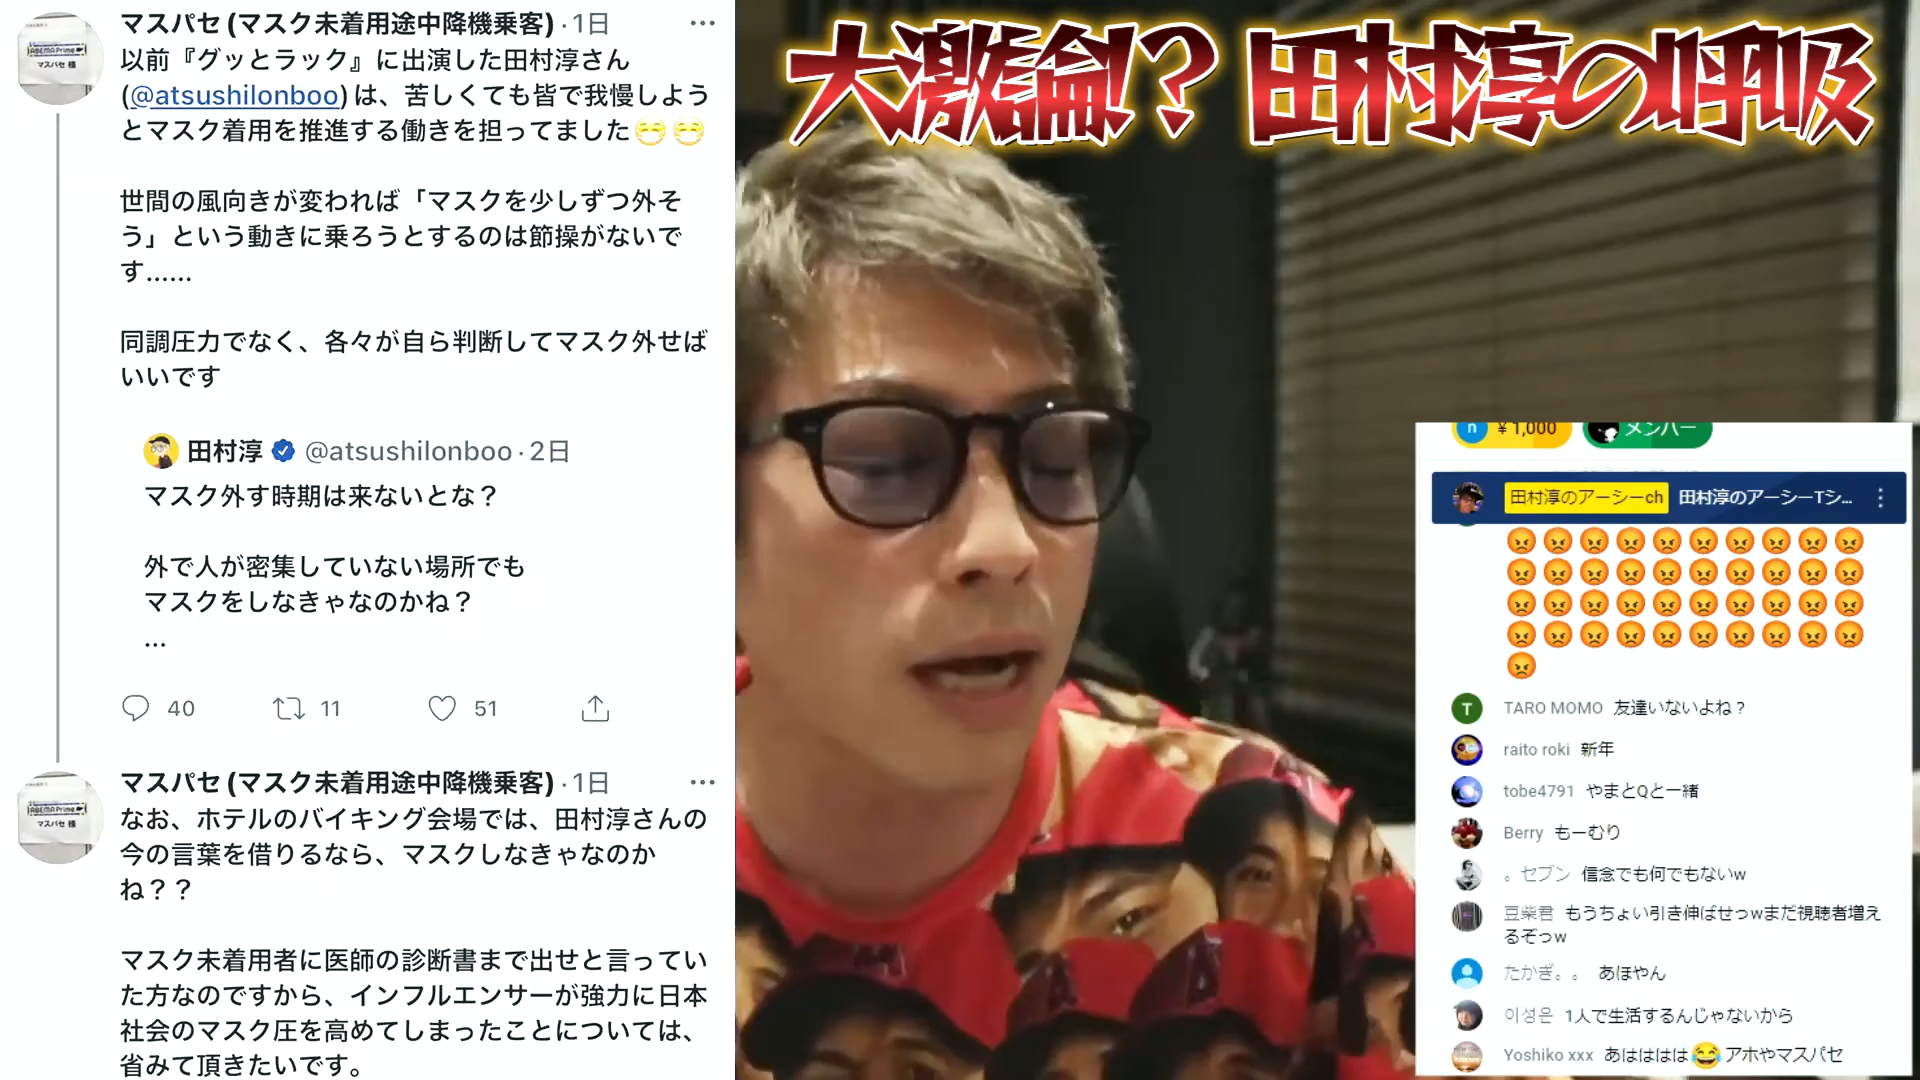 マスパセ (マスク未着用途中降機乗客) · 1日
以前『グッとラック』に出演した田村淳さん
(@atsushilonboo) は、苦しくても皆で我慢しよう
とマスク着用を推進する働きを担ってました😷😷
世間の風向きが変われば「マスクを少しずつ外そ
う」という動きに乗ろうとするのは節操がないで
す……
同調圧力でなく、各々が自ら判断してマスク外せば
いいです
田村淳 @atsushilonboo · 2日
マスク外す時期は来ないとな？
外で人が密集していない場所でも
マスクをしなきゃなのかね？
…
40 11 51
マスパセ (マスク未着用途中降機乗客) · 1日
なお、ホテルのバイキング会場では、田村淳さんの
今の言葉を借りるなら、マスクしなきゃなのか
ね？？
マスク未着用者に医師の診断書まで出せと言ってい
た方なのですから、インフルエンサーが強力に日本
社会のマスク圧を高めてしまったことについては、
省みて頂きたいです。
ABEMA Prime
マスパセ 様
ABEMA Prime
マスパセ 様
大激論!? 田村淳の呼吸
n ￥1,000 メンバー
田村淳のアーシーch 田村淳のアーシーTシ...
😡😡😡😡😡😡😡😡😡😡
😡😡😡😡😡😡😡😡😡😡
😡😡😡😡😡😡😡😡😡😡
😡😡😡😡😡😡😡😡😡😡
😡
T TARO MOMO 友達いないよね？
raito roki 新年
tobe4791 やまとQと一緒
Berry もーむり
。セブン 信念でも何でもないw
豆柴君 もうちょい引き伸ばせっwまだ視聴者増え
るぞっw
たかぎ。。 あほやん
이성은 1人で生活するんじゃないから
Yoshiko xxx あはははは😂アホやマスパセ